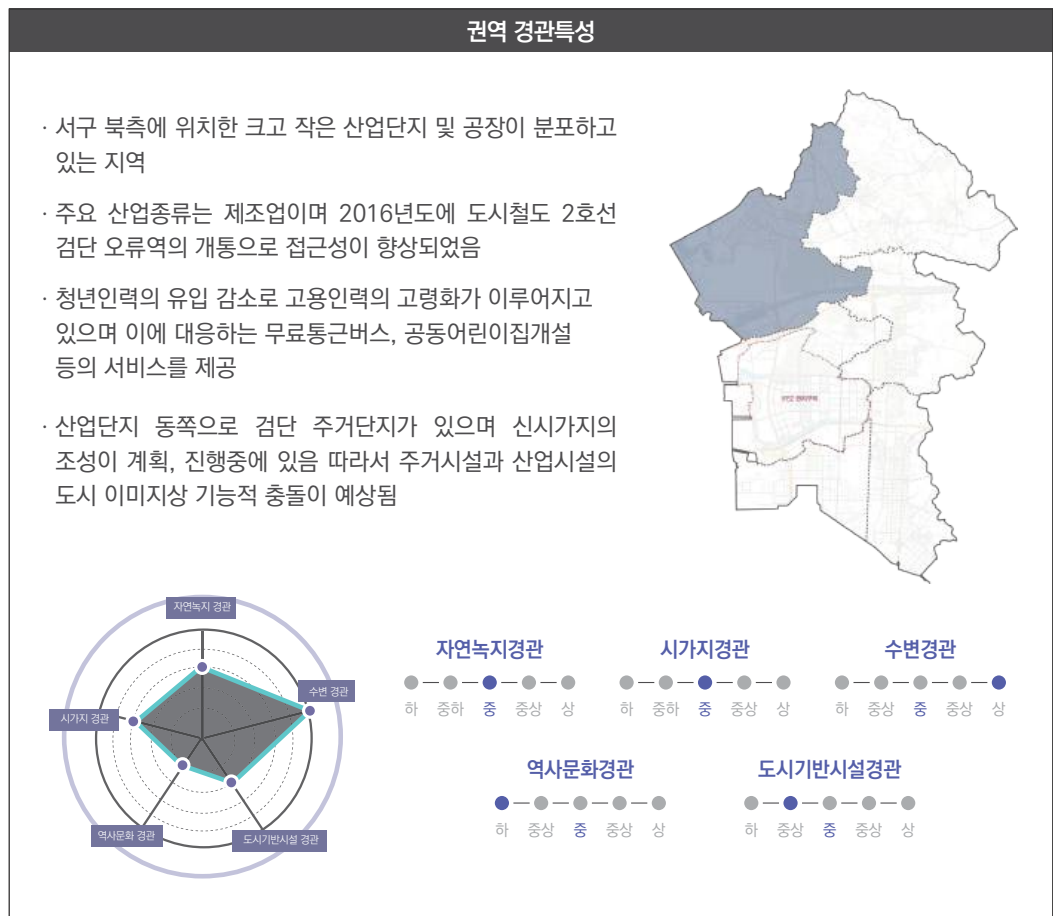 권역 경관특성
· 서구 북측에 위치한 크고 작은 산업단지 및 공장이 분포하고
있는 지역
· 주요 산업종류는 제조업이며 2016년도에 도시철도 2호선
검단 오류역의 개통으로 접근성이 향상되었음
· 청년인력의 유입 감소로 고용인력의 고령화가 이루어지고
있으며 이에 대응하는 무료통근버스, 공동어린이집개설
등의 서비스를 제공
· 산업단지 동쪽으로 검단 주거단지가 있으며 신시가지의
조성이 계획, 진행중에 있음 따라서 주거시설과 산업시설의
도시 이미지상 기능적 충돌이 예상됨
자연녹지 경관
수변 경관
시가지 경관
역사문화 경관
도시기반시설 경관
자연녹지경관
하 중하 중 중상 상
시가지경관
하 중하 중 중상 상
수변경관
하 중상 중 중상 상
역사문화경관
하 중상 중 중상 상
도시기반시설경관
하 중상 중 중상 상